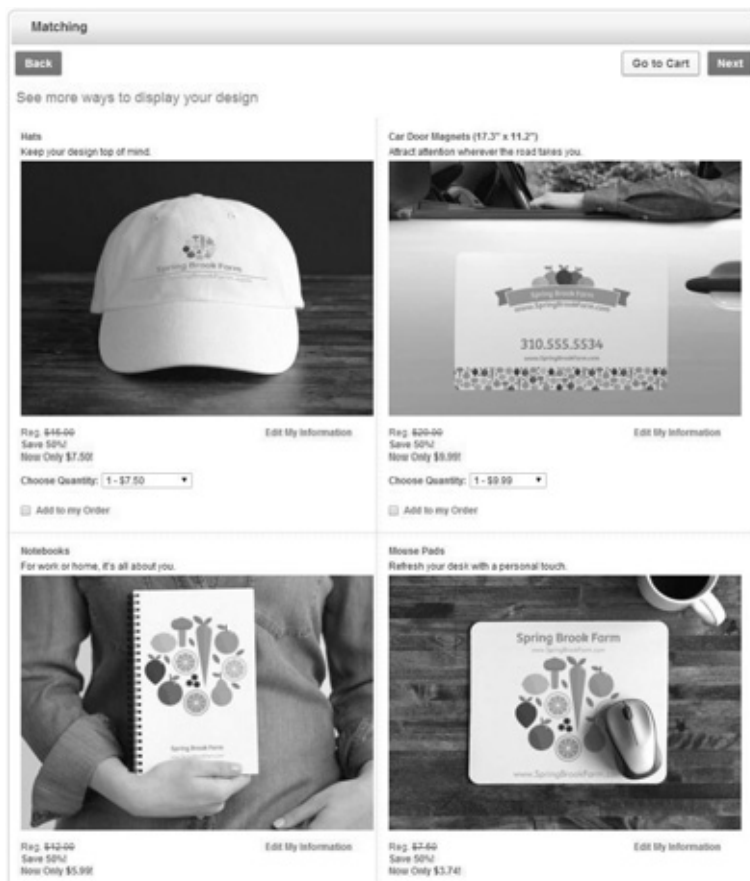 Matching
Back
Go to Cart
Next
See more ways to display your design
Hats
Keep your design top of mind.
Spring Brook Farm
Car Door Magnets (17.3" x 11.2")
Attract attention wherever the road takes you.
Spring Brook Farm
www.SpringBrookFarm.com
310.555.5534
www.SpringBrookFarm.com
Reg. $15.00
Edit My Information
Save 50%!
Now Only $7.50!
Choose Quantity: 1 - $7.50
Add to my Order
Reg. $20.00
Edit My Information
Save 50%!
Now Only $9.99!
Choose Quantity: 1 - $9.99
Add to my Order
Notebooks
For work or home, it's all about you.
Spring Brook Farm
Mouse Pads
Refresh your desk with a personal touch.
Spring Brook Farm
www.SpringBrookFarm.com
www.SpringBrookFarm.com
Reg. $12.00
Edit My Information
Save 50%!
Now Only $5.99!
Reg. $7.50
Edit My Information
Save 50%!
Now Only $3.74!